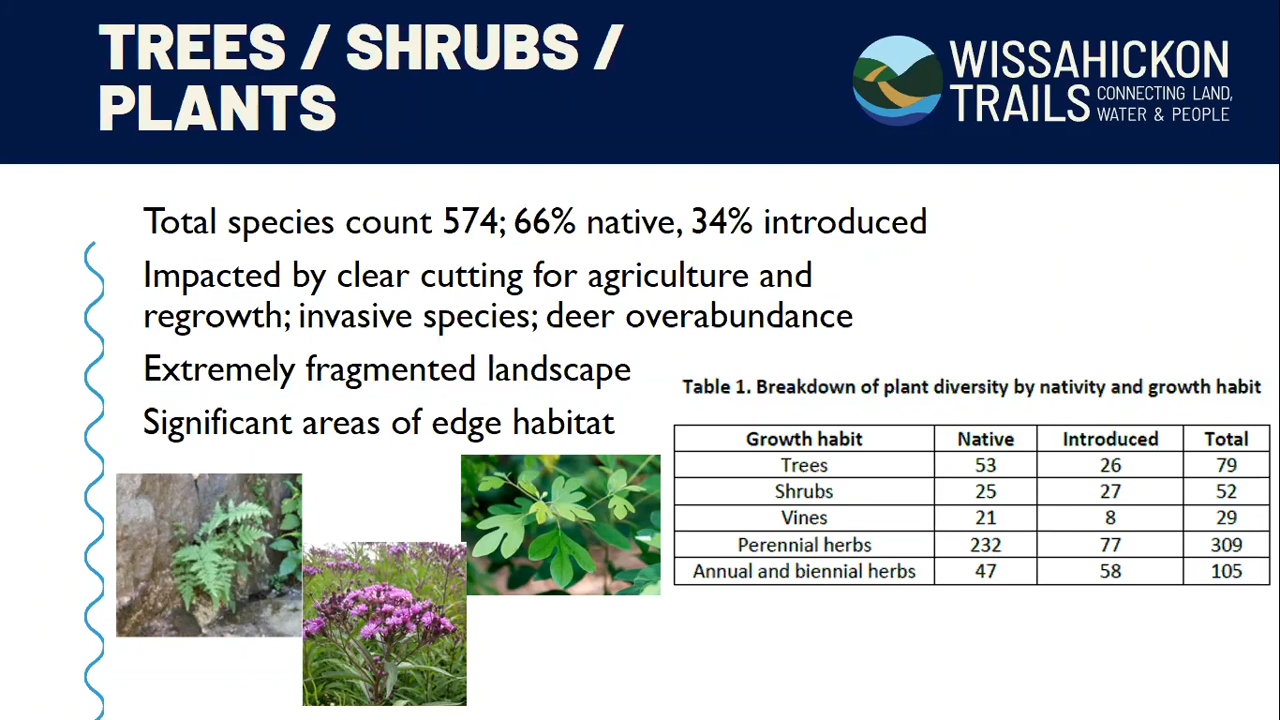 TREES / SHRUBS /
PLANTS
WISSAHICKON
TRAILS CONNECTING LAND,
WATER & PEOPLE
Total species count 574; 66% native, 34% introduced
Impacted by clear cutting for agriculture and
regrowth; invasive species; deer overabundance
Extremely fragmented landscape
Significant areas of edge habitat
Table 1. Breakdown of plant diversity by nativity and growth habit
Growth habit Native Introduced Total
Trees 53 26 79
Shrubs 25 27 52
Vines 21 8 29
Perennial herbs 232 77 309
Annual and biennial herbs 47 58 105